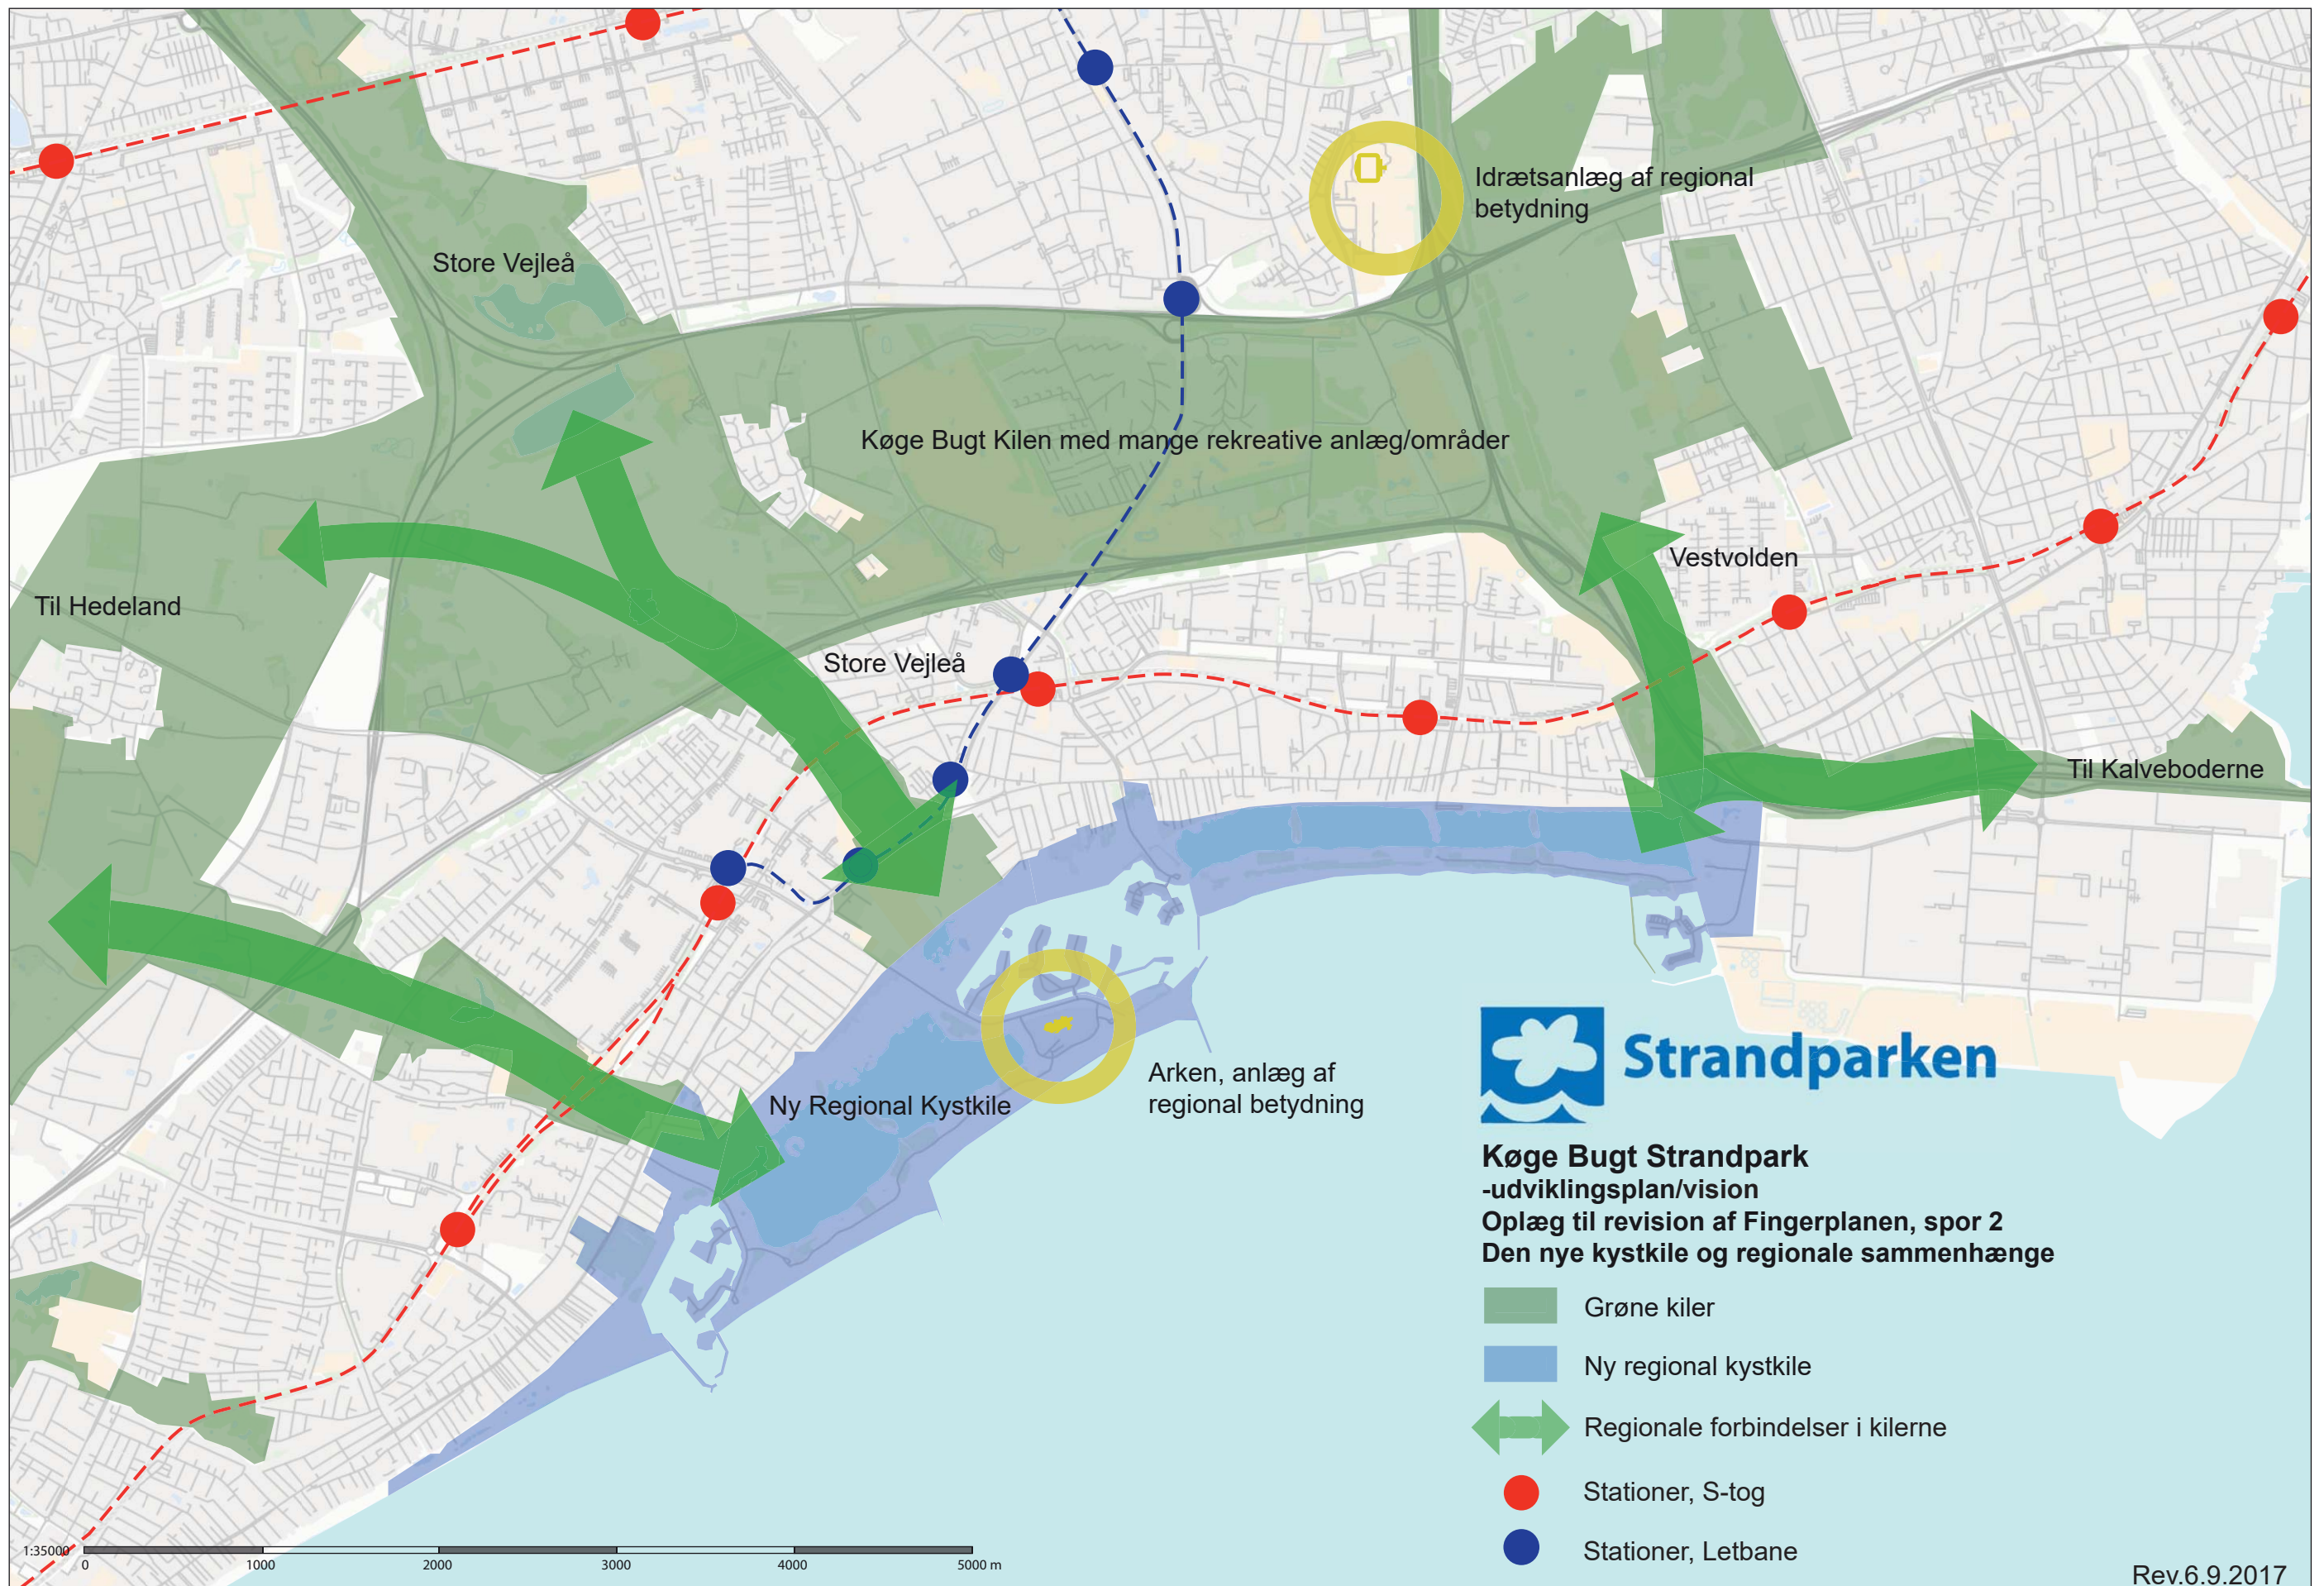 Idrætsanlæg af regional
betydning
Store Vejleå
Køge Bugt Kilen med mange rekreative anlæg/områder
Vestvolden
Til Hedeland
Store Vejleå
Til Kalveboderne
Arken, anlæg af
regional betydning
Ny Regional Kystkile
Strandparken
Køge Bugt Strandpark
-udviklingsplan/vision
Oplæg til revision af Fingerplanen, spor 2
Den nye kystkile og regionale sammenhænge
Grøne kiler
Ny regional kystkile
Regionale forbindelser i kilerne
Stationer, S-tog
Stationer, Letbane
1:35000
0 1000 2000 3000 4000 5000 m
Rev.6.9.2017